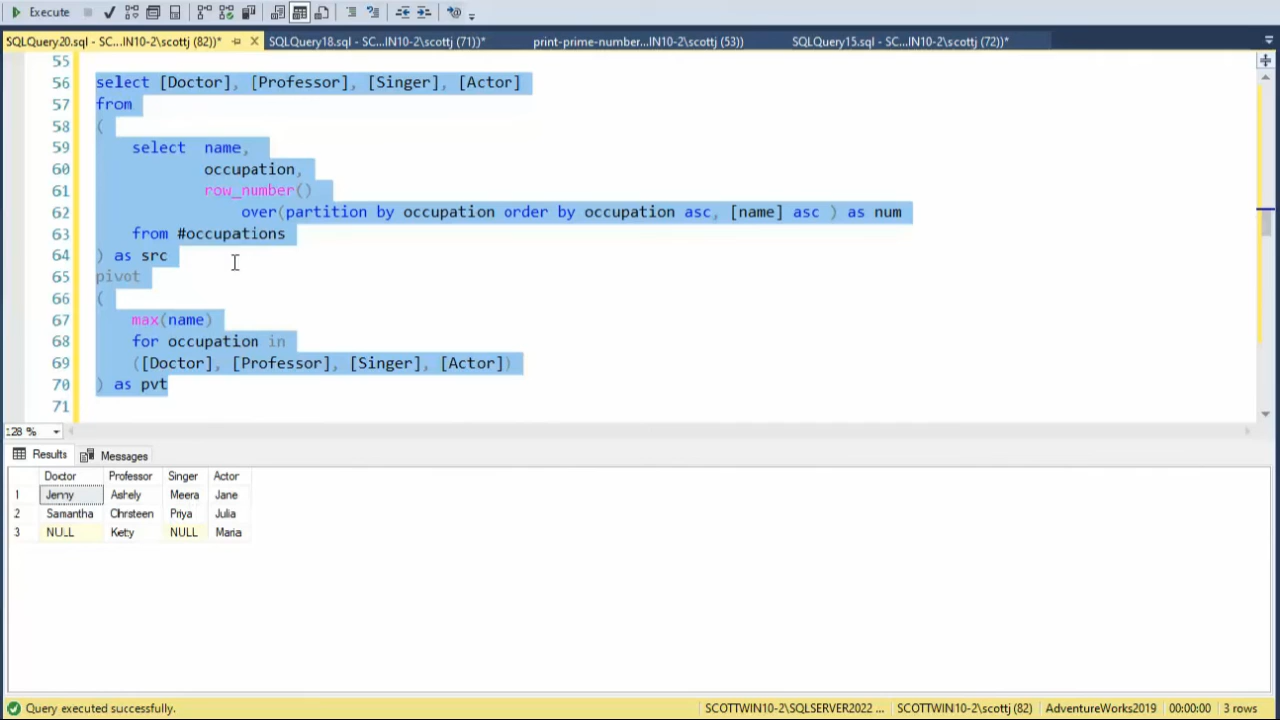 Execute
SQLQuery20.sql - SC...IN10-2\scottj (82))* SQLQuery18.sql - SC...IN10-2\scottj (71))* print-prime-number...IN10-2\scottj (53)) SQLQuery15.sql - SC...IN10-2\scottj (72))*
55
56 select [Doctor], [Professor], [Singer], [Actor]
57 from
58 (
59 select name,
60 occupation,
61 row_number()
62 over(partition by occupation order by occupation asc, [name] asc ) as num
63 from #occupations
64 ) as src
65 pivot
66 (
67 max(name)
68 for occupation in
69 ([Doctor], [Professor], [Singer], [Actor])
70 ) as pvt
71
128 %
Results Messages
Doctor Professor Singer Actor
1 Jenny Ashely Meera Jane
2 Samantha Chrsteen Priya Julia
3 NULL Ketty NULL Maria
Query executed successfully. SCOTTWIN10-2\SQLSERVER2022 ... SCOTTWIN10-2\scottj (82) AdventureWorks2019 00:00:00 3 rows